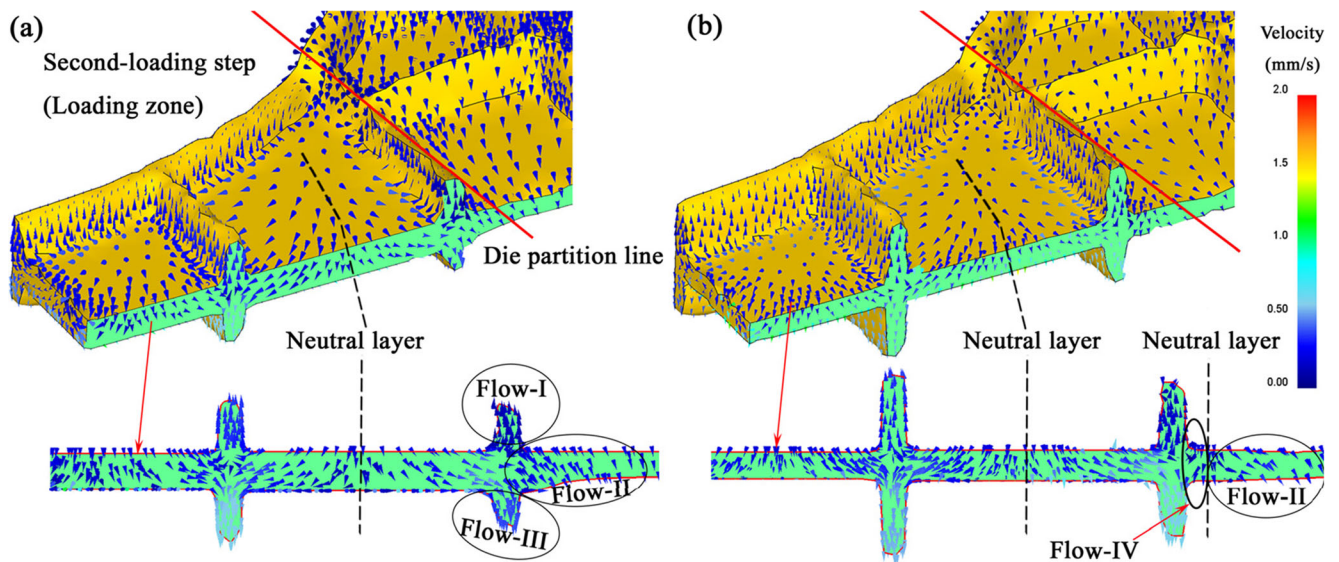 (a)
Second-loading step
(Loading zone)
Die partition line
Neutral layer
Flow-I
Flow-II
Flow-III
(b)
Neutral layer
Neutral layer
Flow-II
Flow-IV
Velocity
(mm/s)
2.0
1.5
1.0
0.50
0.00